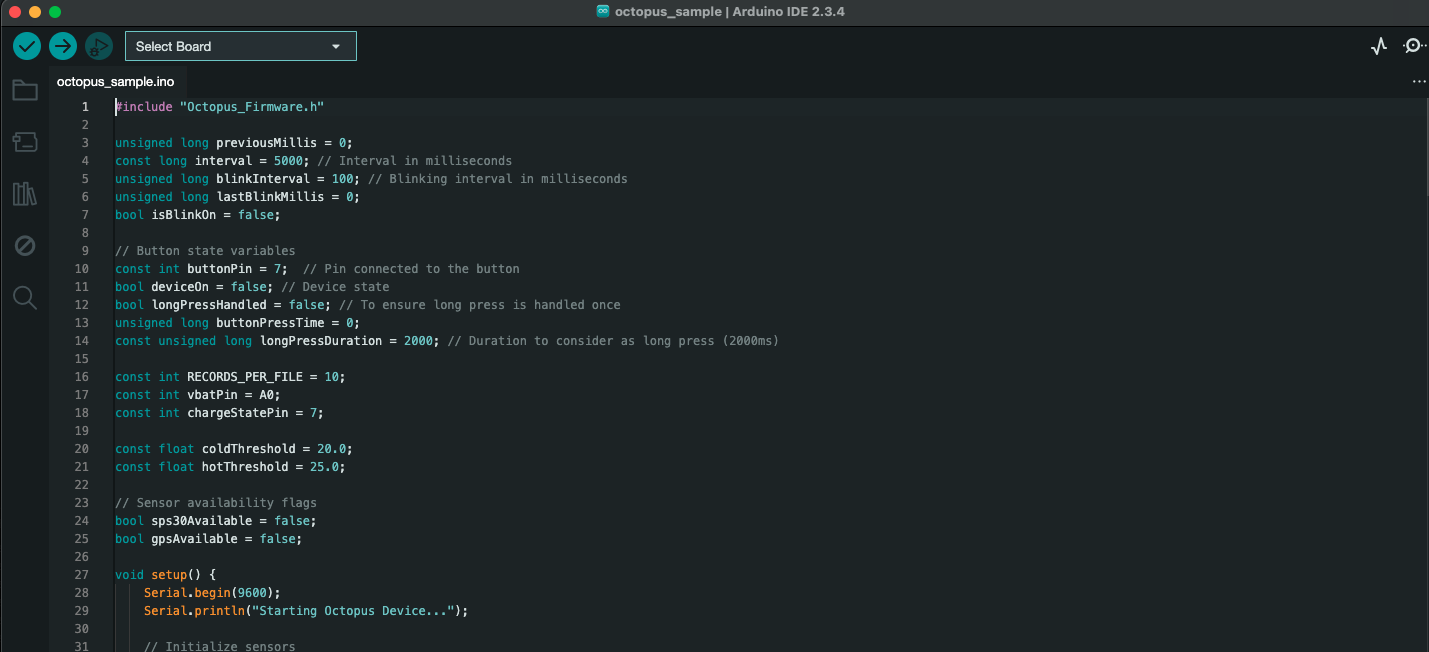 octopus_sample | Arduino IDE 2.3.4
Select Board
octopus_sample.ino
1 #include "Octopus_Firmware.h"
2
3 unsigned long previousMillis = 0;
4 const long interval = 5000; // Interval in milliseconds
5 unsigned long blinkInterval = 100; // Blinking interval in milliseconds
6 unsigned long lastBlinkMillis = 0;
7 bool isBlinkOn = false;
8
9 // Button state variables
10 const int buttonPin = 7;  // Pin connected to the button
11 bool deviceOn = false; // Device state
12 bool longPressHandled = false; // To ensure long press is handled once
13 unsigned long buttonPressTime = 0;
14 const unsigned long longPressDuration = 2000; // Duration to consider as long press (2000ms)
15
16 const int RECORDS_PER_FILE = 10;
17 const int vbatPin = A0;
18 const int chargeStatePin = 7;
19
20 const float coldThreshold = 20.0;
21 const float hotThreshold = 25.0;
22
23 // Sensor availability flags
24 bool sps30Available = false;
25 bool gpsAvailable = false;
26
27 void setup() {
28     Serial.begin(9600);
29     Serial.println("Starting Octopus Device...");
30
31     // Initialize sensors